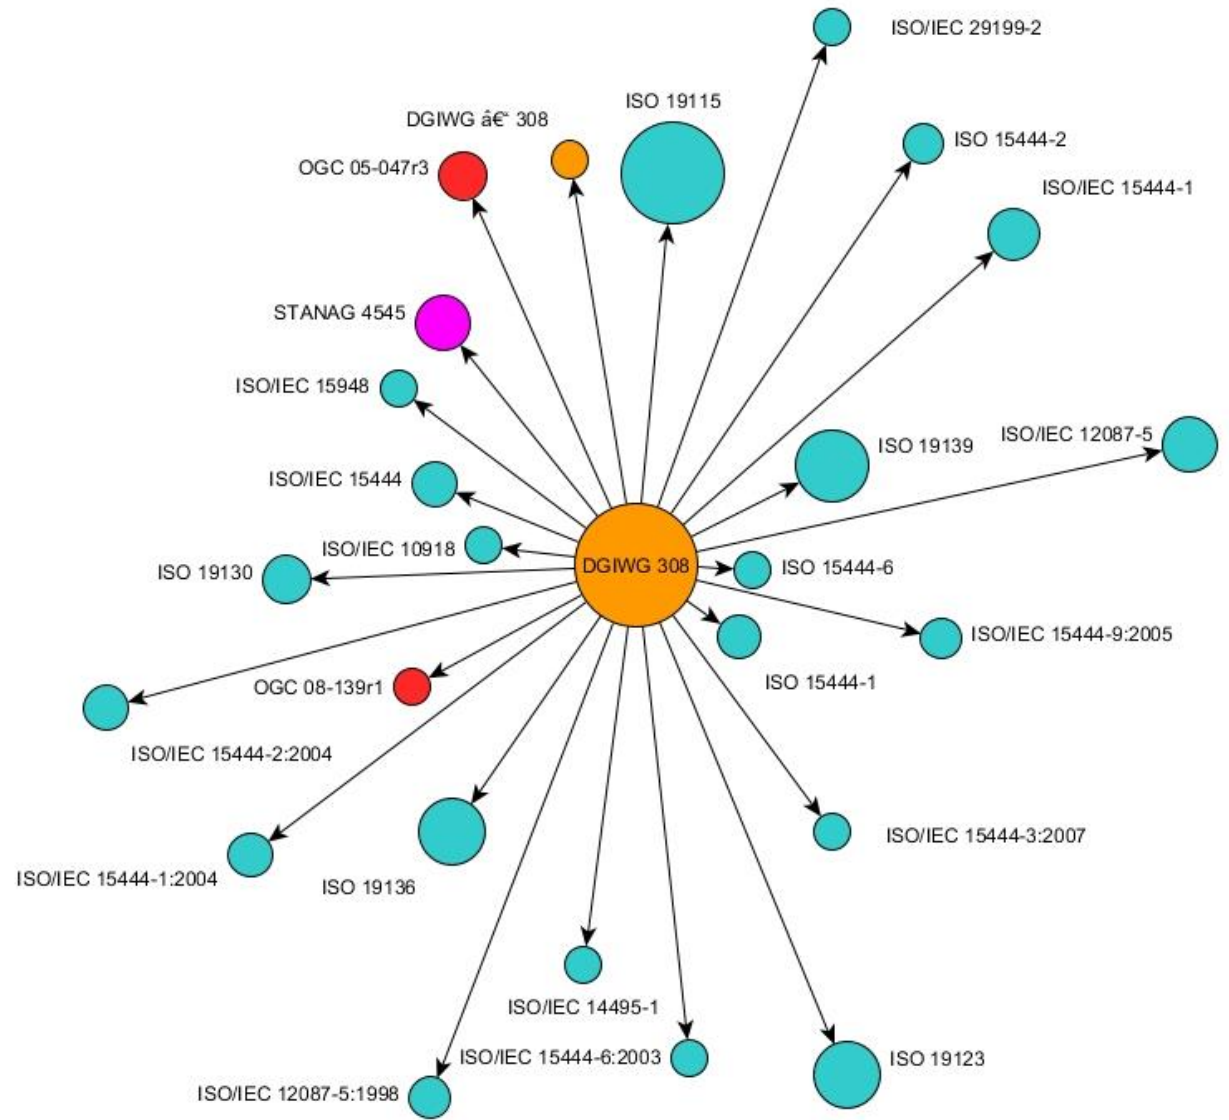 ISO/IEC 29199-2
ISO 19115
DGIWG â€“ 308
ISO 15444-2
OGC 05-047r3
ISO/IEC 15444-1
STANAG 4545
ISO/IEC 15948
ISO/IEC 12087-5
ISO 19139
ISO/IEC 15444
ISO/IEC 10918
DGIWG 308
ISO 15444-6
ISO 19130
ISO/IEC 15444-9:2005
ISO 15444-1
OGC 08-139r1
ISO/IEC 15444-2:2004
ISO/IEC 15444-3:2007
ISO/IEC 15444-1:2004
ISO 19136
ISO/IEC 14495-1
ISO/IEC 15444-6:2003
ISO 19123
ISO/IEC 12087-5:1998